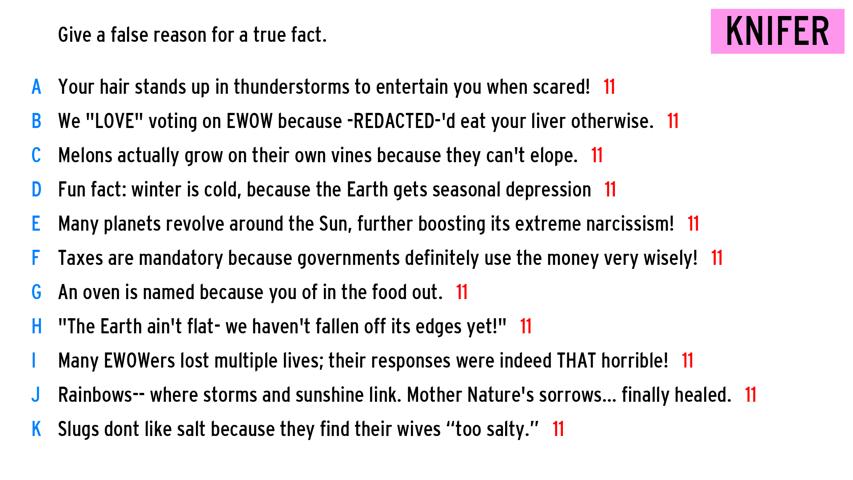 Give a false reason for a true fact.
KNIFER
A Your hair stands up in thunderstorms to entertain you when scared! 11
B We "LOVE" voting on EWOW because -REDACTED-'d eat your liver otherwise. 11
C Melons actually grow on their own vines because they can't elope. 11
D Fun fact: winter is cold, because the Earth gets seasonal depression 11
E Many planets revolve around the Sun, further boosting its extreme narcissism! 11
F Taxes are mandatory because governments definitely use the money very wisely! 11
G An oven is named because you of in the food out. 11
H "The Earth ain't flat- we haven't fallen off its edges yet!" 11
I Many EWOWers lost multiple lives; their responses were indeed THAT horrible! 11
J Rainbows-- where storms and sunshine link. Mother Nature's sorrows... finally healed. 11
K Slugs dont like salt because they find their wives “too salty.” 11